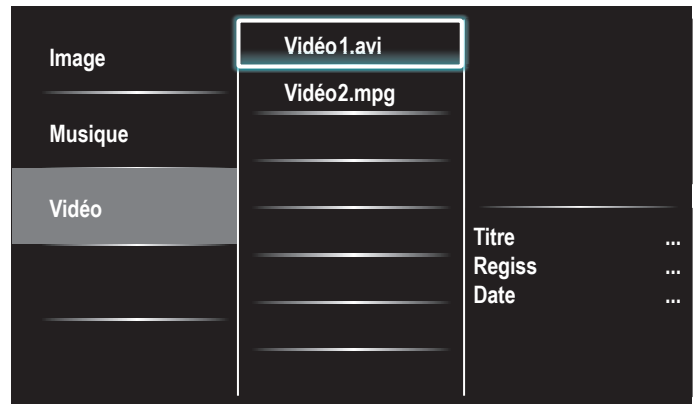 Image
Musique
Vidéo
Vidéo1.avi
Vidéo2.mpg
Titre ...
Regiss ...
Date ...